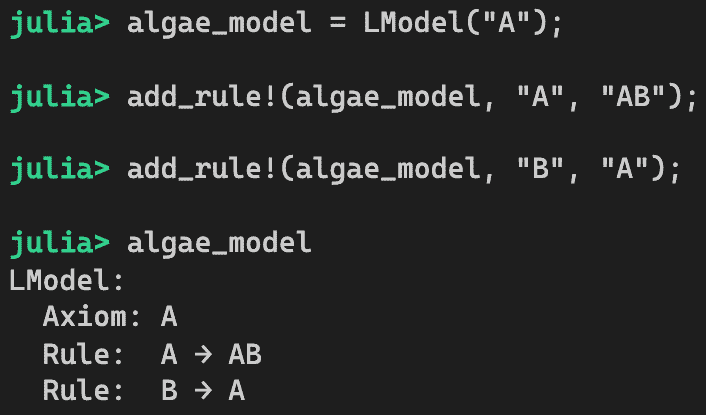 julia> algae_model = LModel("A");
julia> add_rule!(algae_model, "A", "AB");
julia> add_rule!(algae_model, "B", "A");
julia> algae_model
LModel:
  Axiom: A
  Rule:  A → AB
  Rule:  B → A